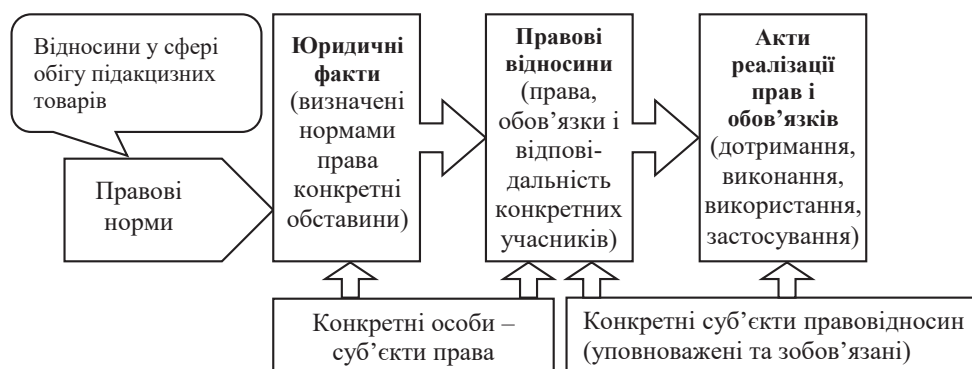 Відносини у сфері
обігу підакцизних
товарів
Правові
норми
Юридичні
факти
(визначені
нормами
права
конкретні
обставини)
Правові
відносини
(права,
обов’язки і
відпові-
дальність
конкретних
учасників)
Акти
реалізації
прав і
обов’язків
(дотримання,
виконання,
використання,
застосування)
Конкретні особи –
суб’єкти права
Конкретні суб’єкти правовідносин
(уповноважені та зобов’язані)